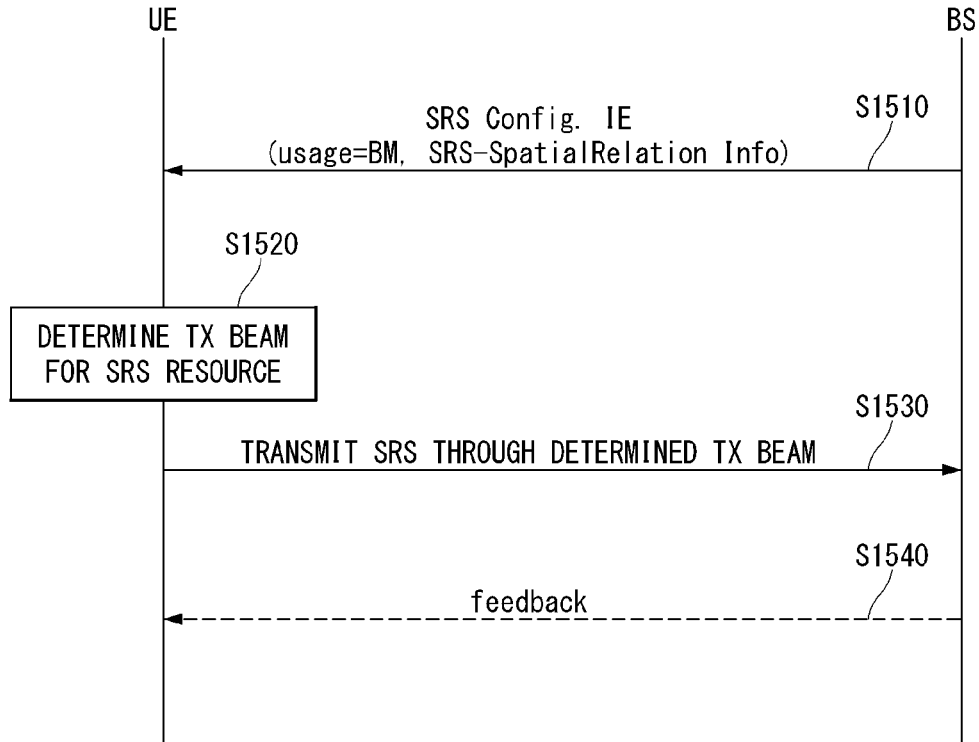 UE
BS
S1510
SRS Config. IE
(usage=BM, SRS-SpatialRelation Info)
S1520
DETERMINE TX BEAM
FOR SRS RESOURCE
S1530
TRANSMIT SRS THROUGH DETERMINED TX BEAM
S1540
feedback